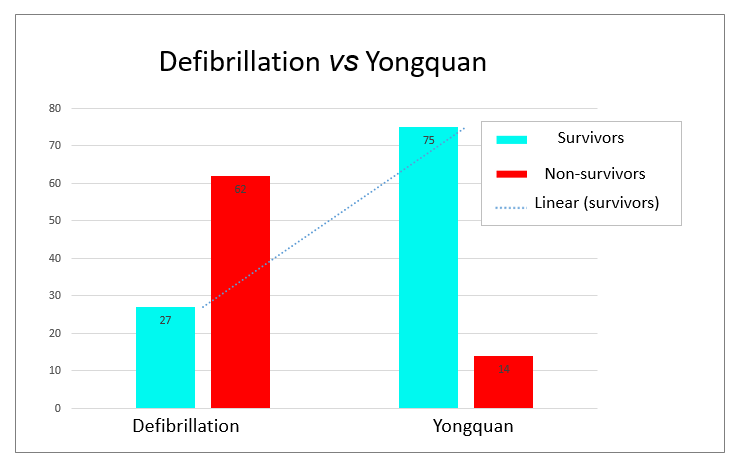 Defibrillation vs Yongquan
80
70
60
50
40
30
20
10
0
27
62
75
14
Survivors
Non-survivors
Linear (survivors)
Defibrillation
Yongquan